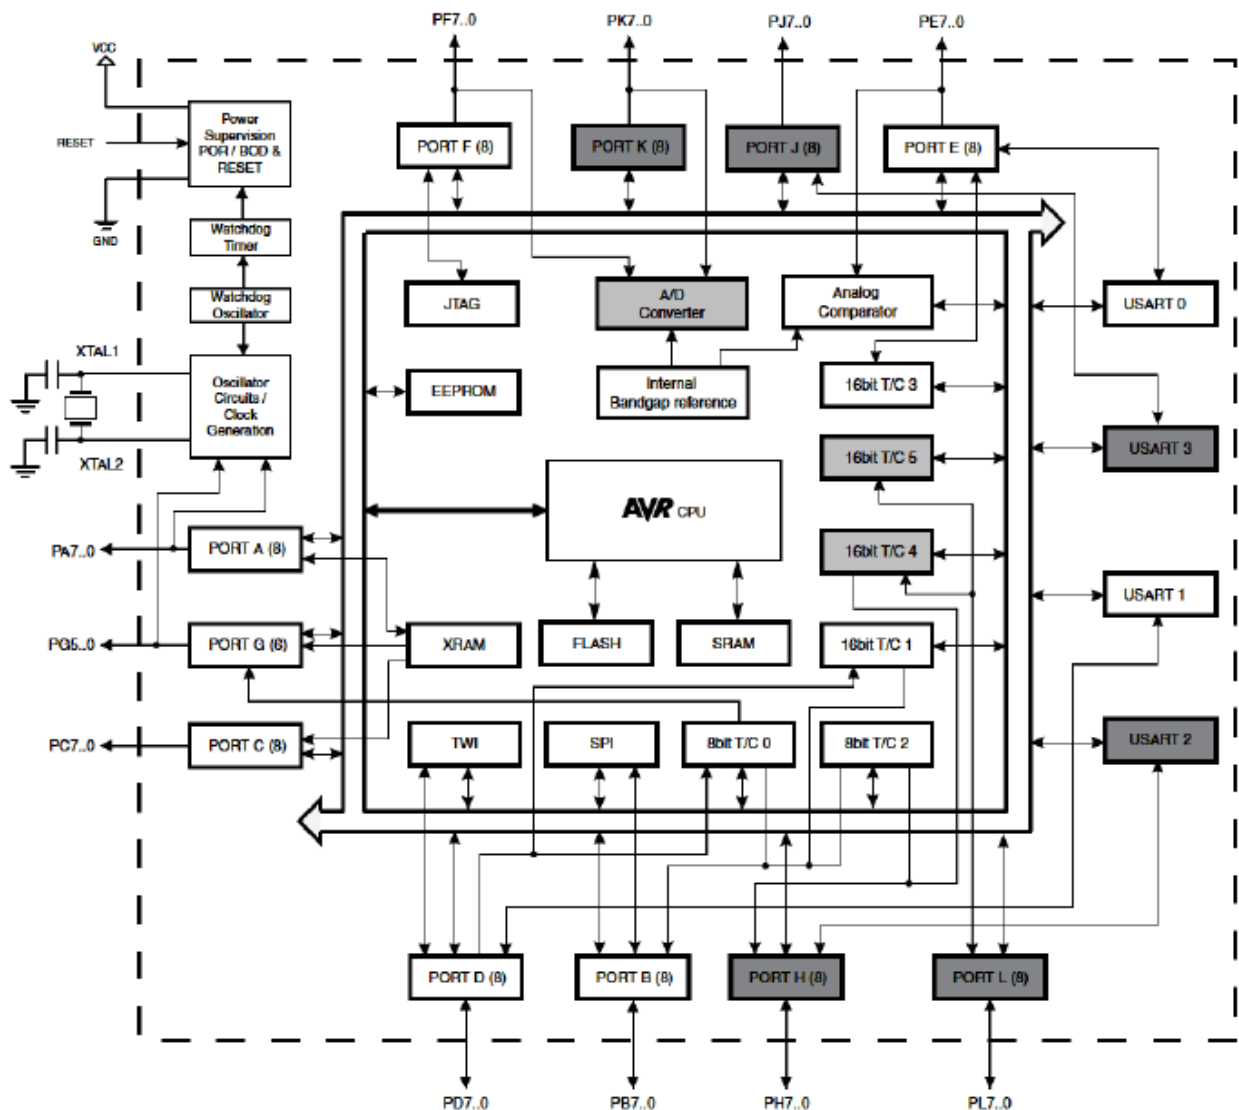 PF7..0
PK7..0
PJ7..0
PE7..0
VCC
Power
Supervision
POR / BOD &
RESET
RESET
PORT F (8)
PORT K (8)
PORT J (8)
PORT E (8)
GND
Watchdog
Timer
Watchdog
Oscillator
JTAG
A/D
Converter
Analog
Comparator
USART 0
XTAL1
Oscillator
Circuits /
Clock
Generation
EEPROM
Internal
Bandgap reference
16bit T/C 3
XTAL2
16bit T/C 5
USART 3
AVR CPU
PA7..0
PORT A (8)
16bit T/C 4
USART 1
PG5..0
PORT G (6)
XRAM
FLASH
SRAM
16bit T/C 1
PC7..0
PORT C (8)
TWI
SPI
8bit T/C 0
8bit T/C 2
USART 2
PORT D (8)
PORT B (8)
PORT H (8)
PORT L (8)
PD7..0
PB7..0
PH7..0
PL7..0